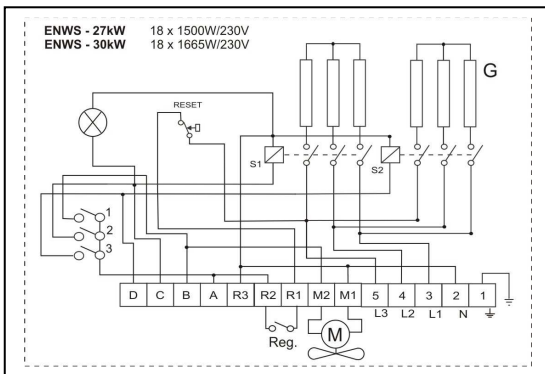 ENWS - 27kW 18 x 1500W/230V
ENWS - 30kW 18 x 1665W/230V
G
RESET
S1
S2
1
2
3
D C B A R3 R2 R1 M2 M1 5 4 3 2 1
L3 L2 L1 N
Reg.
M